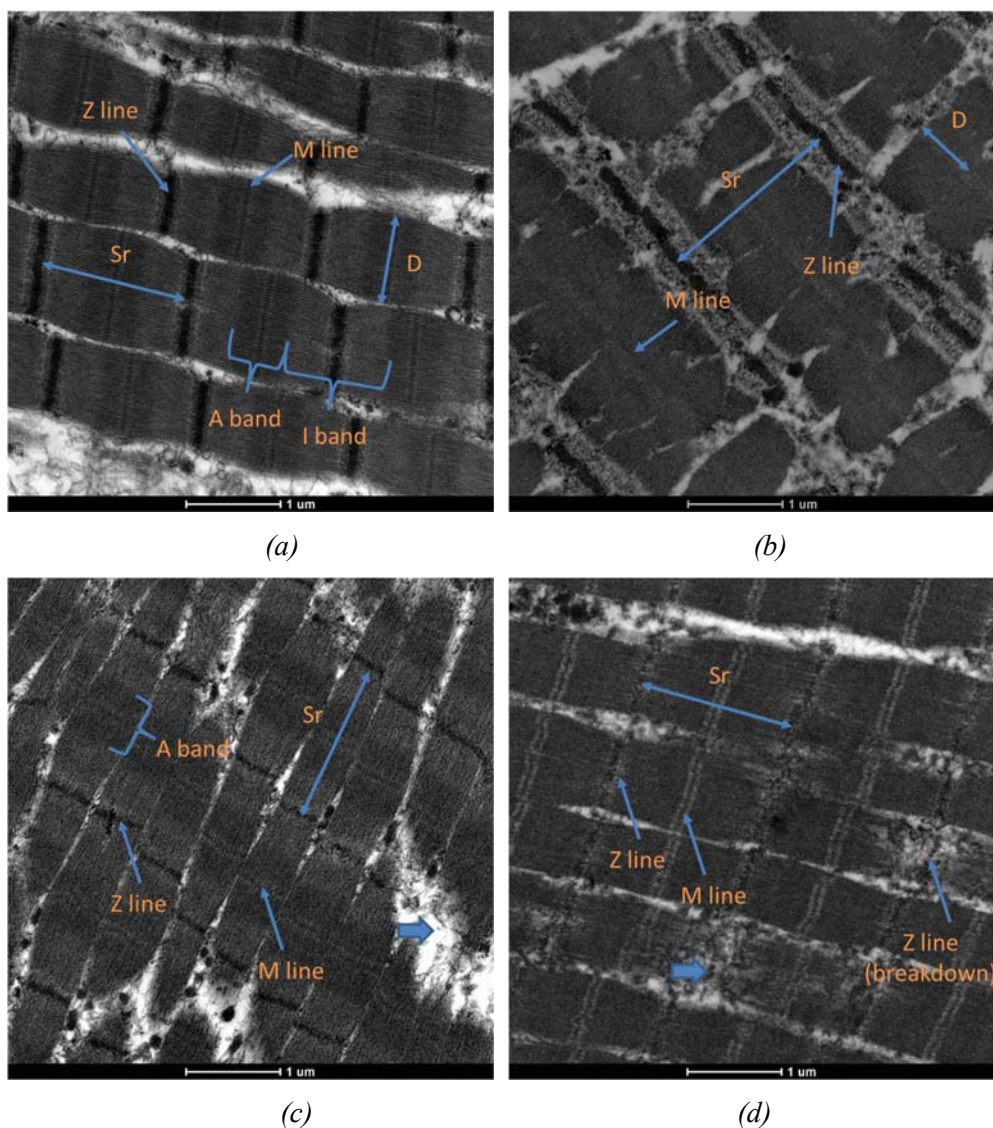 Z line
M line
Sr
D
A band
I band
1 um
(a)
D
Sr
Z line
M line
1 um
(b)
Sr
A band
Z line
M line
1 um
(c)
Sr
Z line
M line
Z line
(breakdown)
1 um
(d)